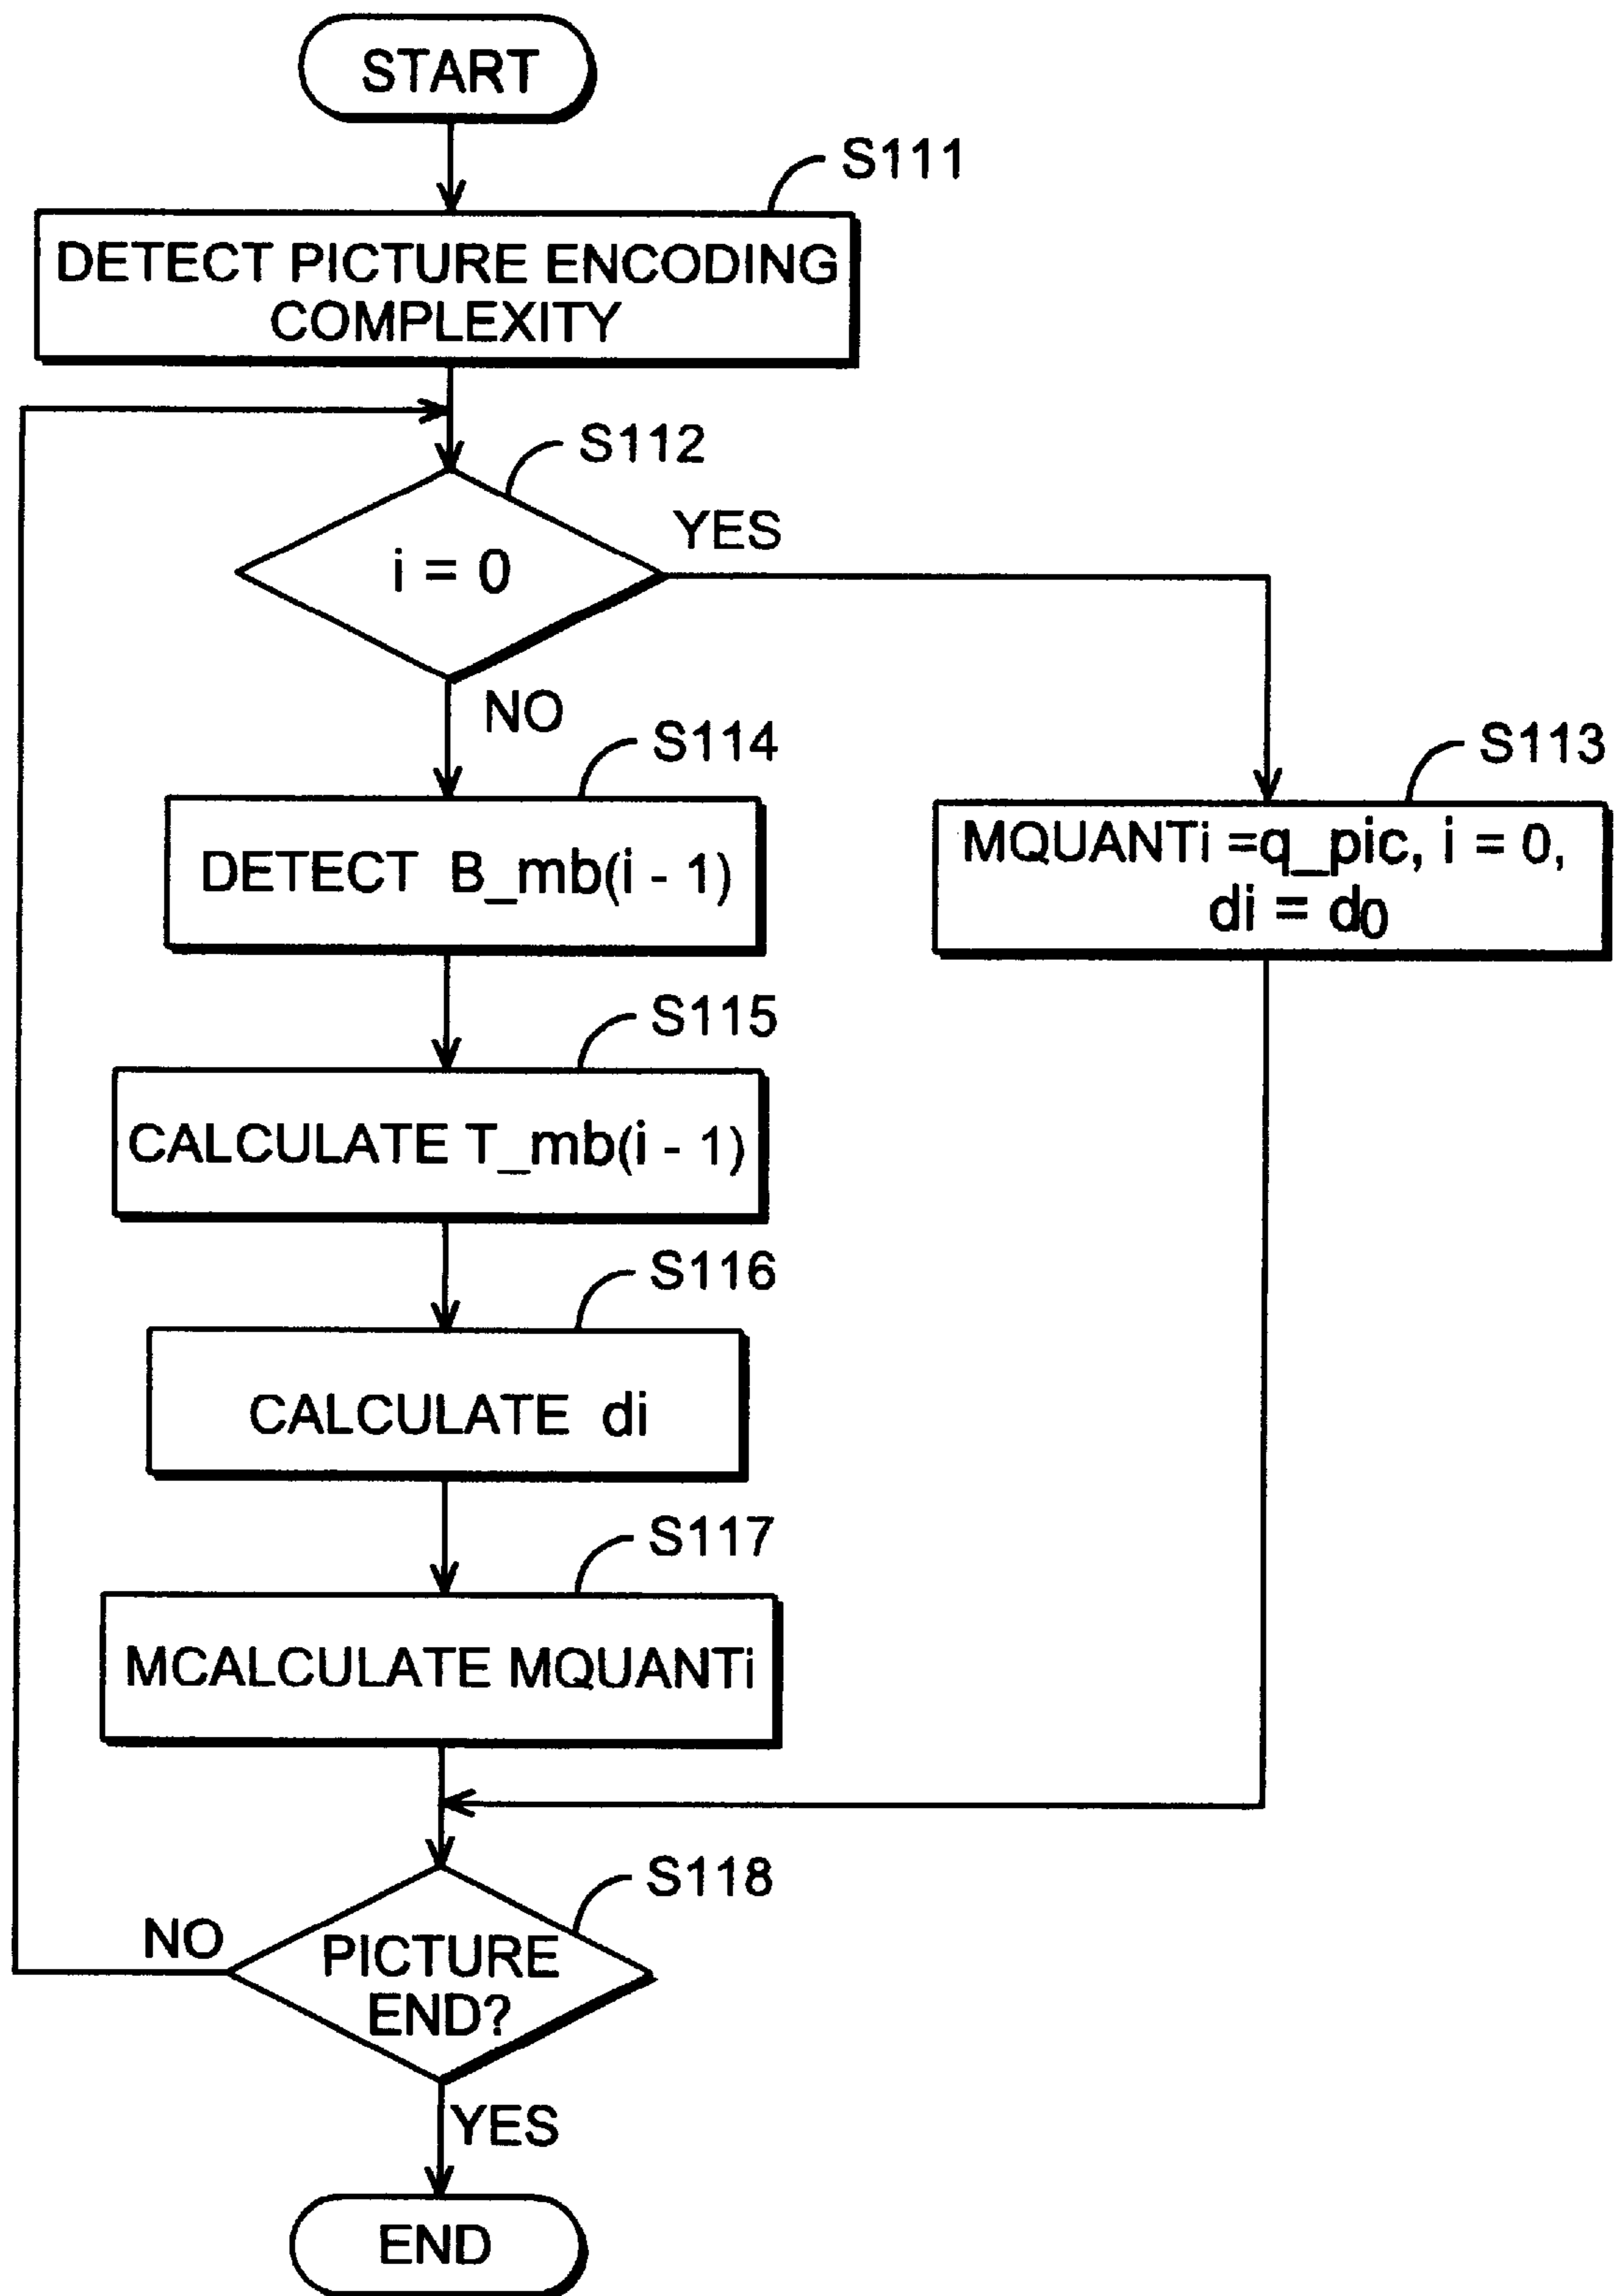 START
S111
DETECT PICTURE ENCODING
COMPLEXITY
S112
i = 0
YES
NO
S114
DETECT B_mb(i - 1)
S113
MQUANTi =q_pic, i = 0,
di = d0
S115
CALCULATE T_mb(i - 1)
S116
CALCULATE di
S117
MCALCULATE MQUANTi
S118
NO
PICTURE
END?
YES
END